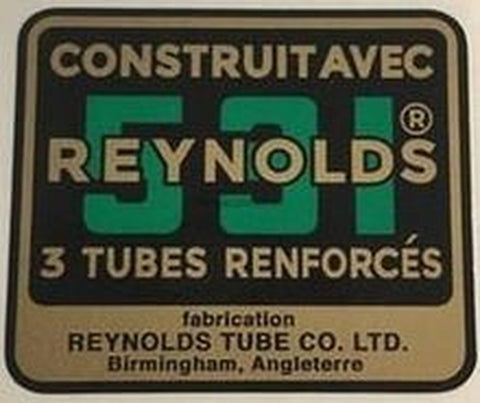 CONSTRUIT AVEC
531
REYNOLDS®
3 TUBES RENFORCÉS
fabrication
REYNOLDS TUBE CO. LTD.
Birmingham, Angleterre